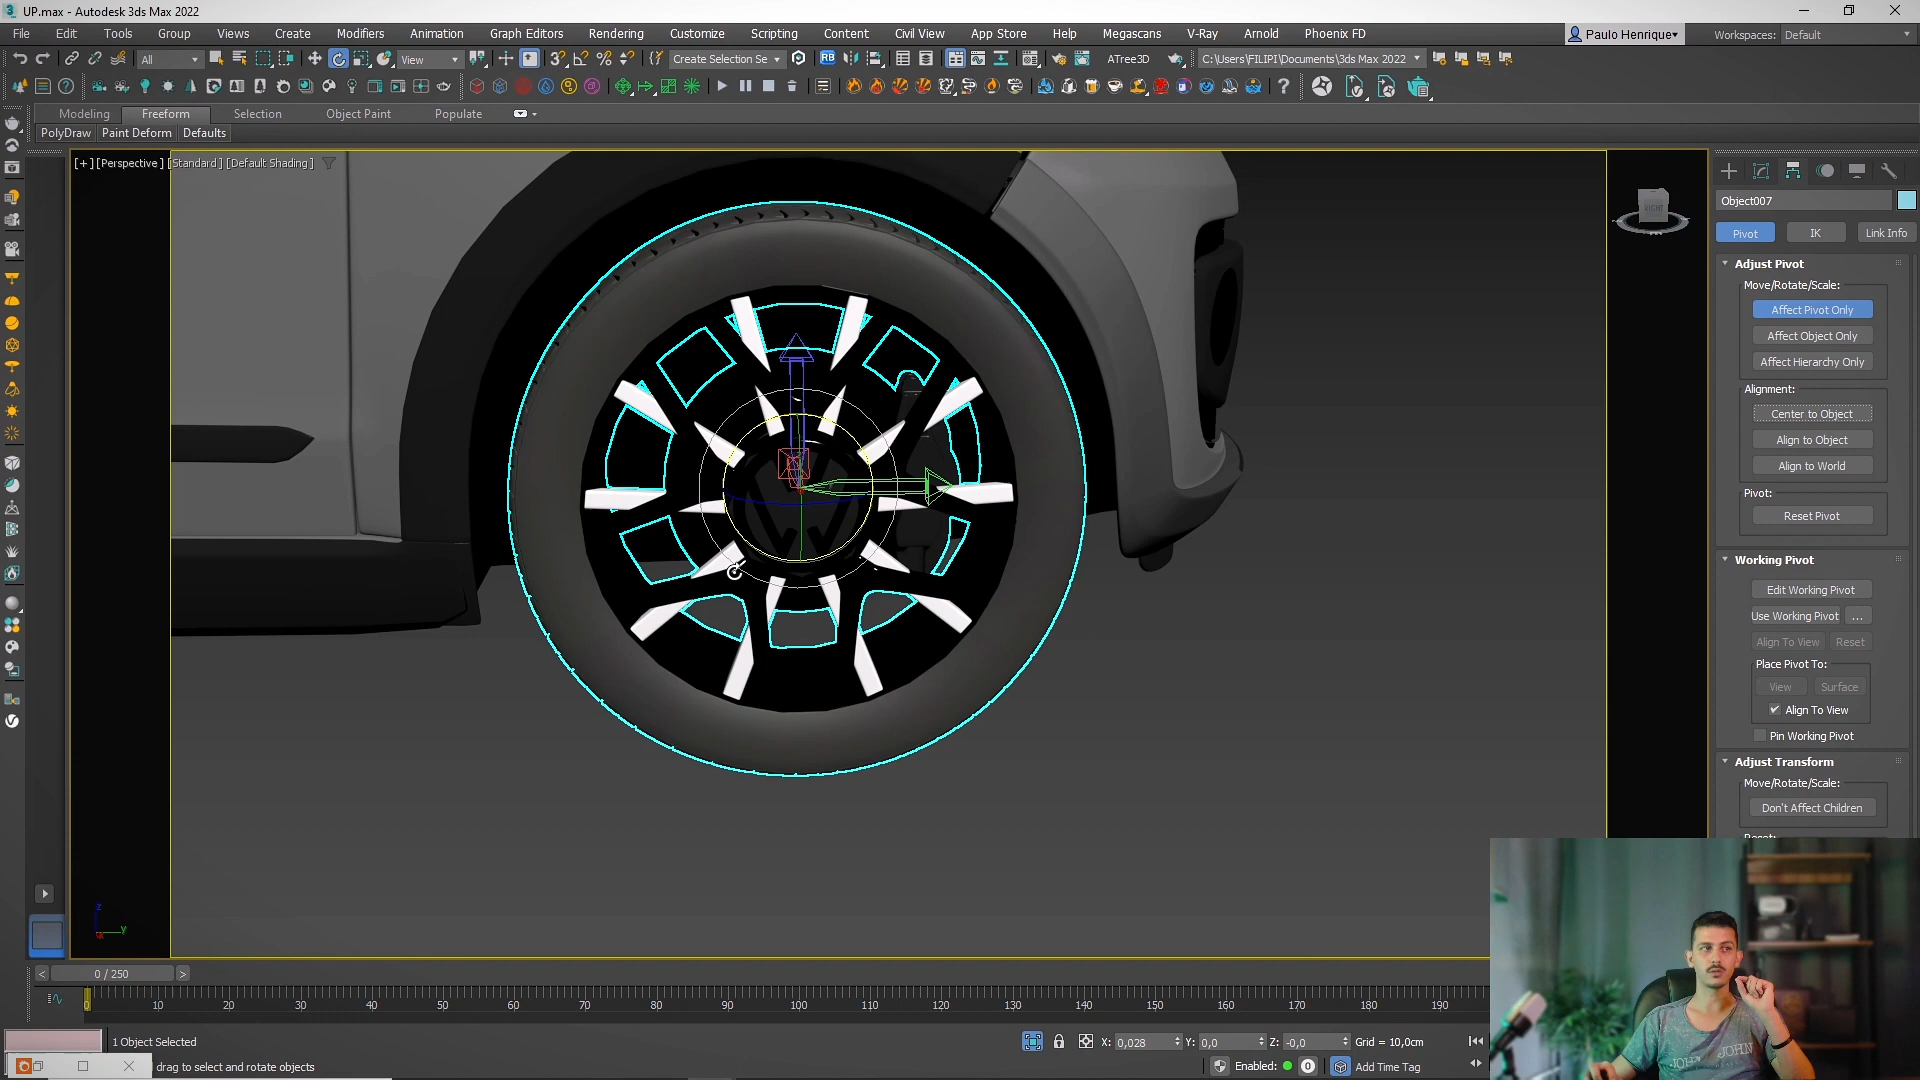 UP.max - Autodesk 3ds Max 2022
File Edit Tools Group Views Create Modifiers Animation Graph Editors Rendering Customize Scripting Content Civil View App Store Help Megascans V-Ray Arnold Phoenix FD Paulo Henrique Workspaces: Default
All View Create Selection Se RB ATree3D C:\Users\FILIPI\Documents\3ds Max 2022
Modeling Freeform Selection Object Paint Populate
PolyDraw Paint Deform Defaults
[+] [Perspective] [Standard] [Default Shading]
RIGHT
Object007
Pivot IK Link Info
Adjust Pivot
Move/Rotate/Scale:
Affect Pivot Only
Affect Object Only
Affect Hierarchy Only
Alignment:
Center to Object
Align to Object
Align to World
Pivot:
Reset Pivot
Working Pivot
Edit Working Pivot
Use Working Pivot ...
Align To View Reset
Place Pivot To:
View Surface
Align To View
Pin Working Pivot
Adjust Transform
Move/Rotate/Scale:
Don't Affect Children
z
y
< 0 / 250 >
0 10 20 30 40 50 60 70 80 90 100 110 120 130 140 150 160 170 180 190
1 Object Selected X: 0,028 Y: 0,0 Z: -0,0 Grid = 10,0cm
drag to select and rotate objects Enabled: 0 Add Time Tag
JOHN JOHN